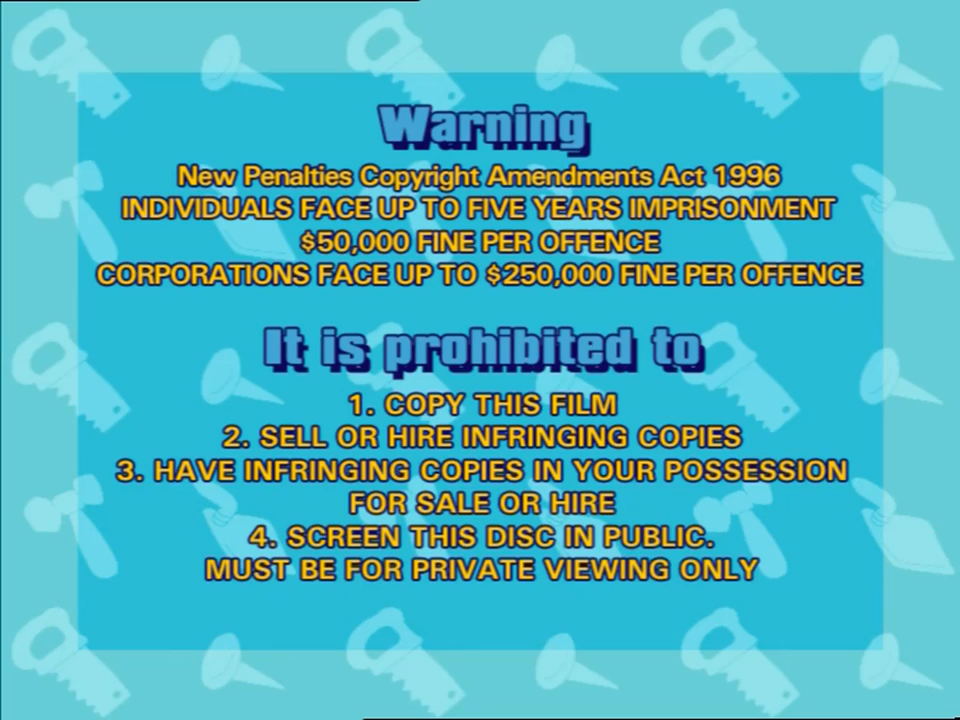 Warning
New Penalties Copyright Amendments Act 1996
INDIVIDUALS FACE UP TO FIVE YEARS IMPRISONMENT
$50,000 FINE PER OFFENCE
CORPORATIONS FACE UP TO $250,000 FINE PER OFFENCE
It is prohibited to
1. COPY THIS FILM
2. SELL OR HIRE INFRINGING COPIES
3. HAVE INFRINGING COPIES IN YOUR POSSESSION
FOR SALE OR HIRE
4. SCREEN THIS DISC IN PUBLIC.
MUST BE FOR PRIVATE VIEWING ONLY